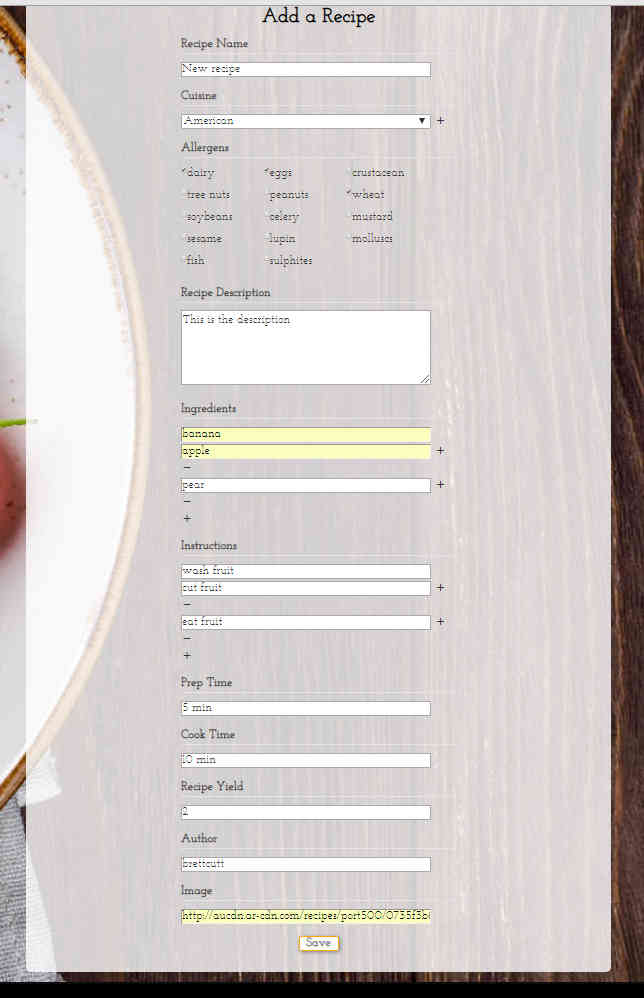 Add a Recipe
Recipe Name
New recipe
Cuisine
American ▼ +
Allergens
dairy eggs crustacean
tree nuts peanuts wheat
soybeans celery mustard
sesame lupin molluscs
fish sulphites
Recipe Description
This is the description
Ingredients
banana
apple +
−
pear +
−
+
Instructions
wash fruit
cut fruit +
−
eat fruit +
−
+
Prep Time
5 min
Cook Time
10 min
Recipe Yield
2
Author
brettcutt
Image
http://aucdn.ar-cdn.com/recipes/port500/0735f3b
Save